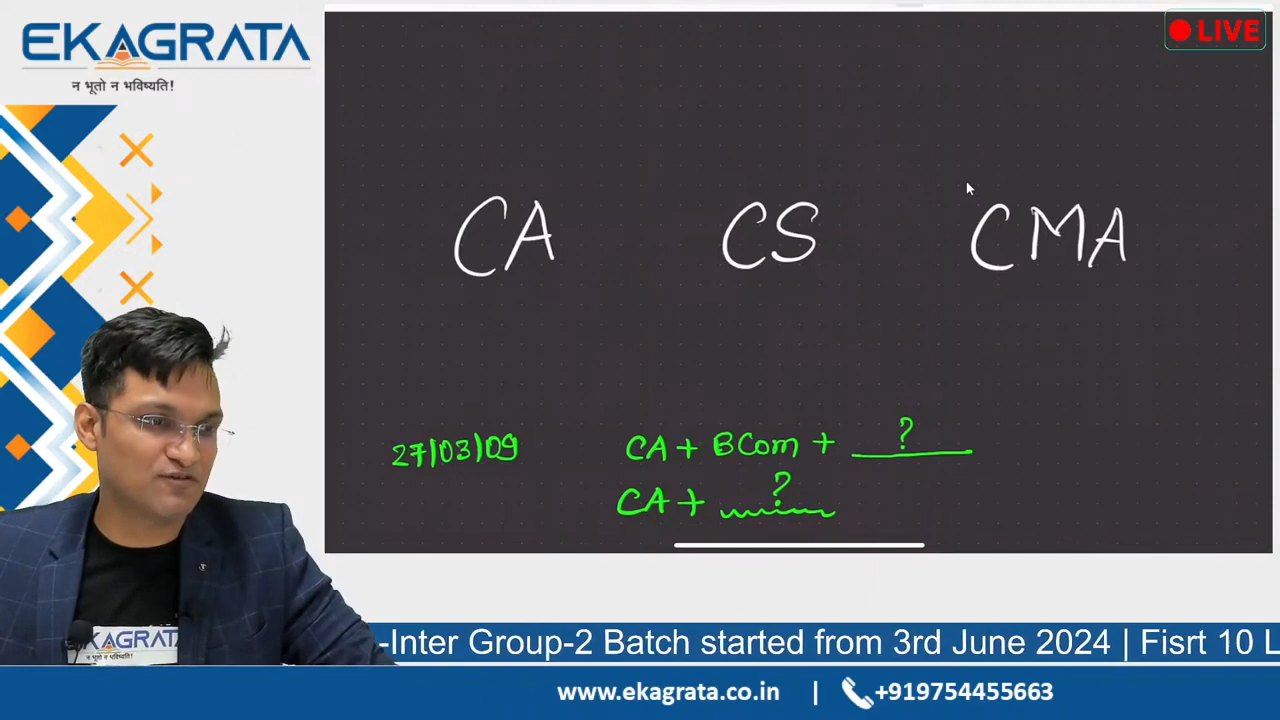 EKAGRATA
न भूतो न भविष्यति!
LIVE
CA CS CMA
27/03/09 CA + BCom + ?
CA + ?
EKAGRATA
न भूतो न भविष्यति!
-Inter Group-2 Batch started from 3rd June 2024 | Fisrt 10 L
www.ekagrata.co.in | +919754455663